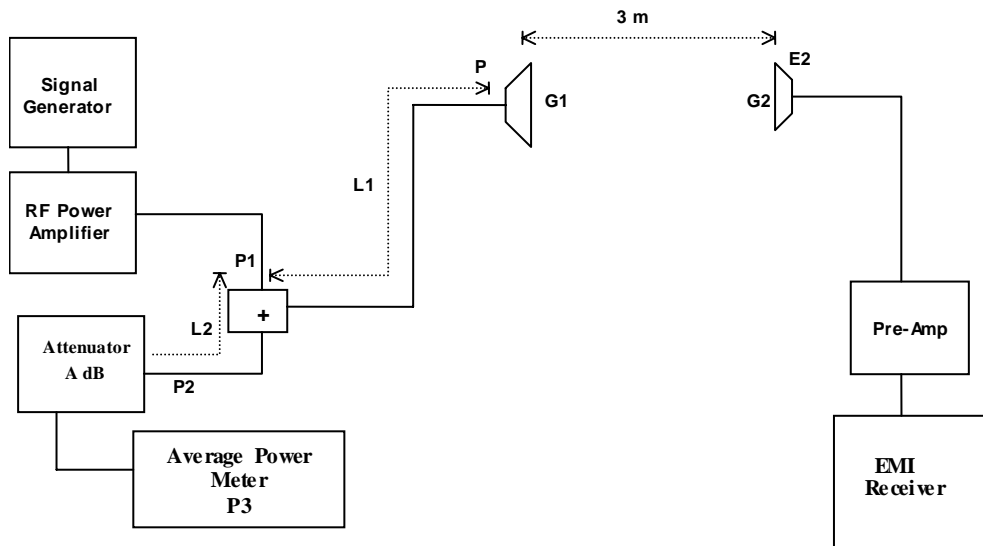 3 m
Signal
Generator
P
E2
G1
G2
L1
RF Power
Amplifier
P1
+
L2
Attenuator
A dB
P2
Pre-Amp
Average Power
Meter
P3
EMI
Receiver